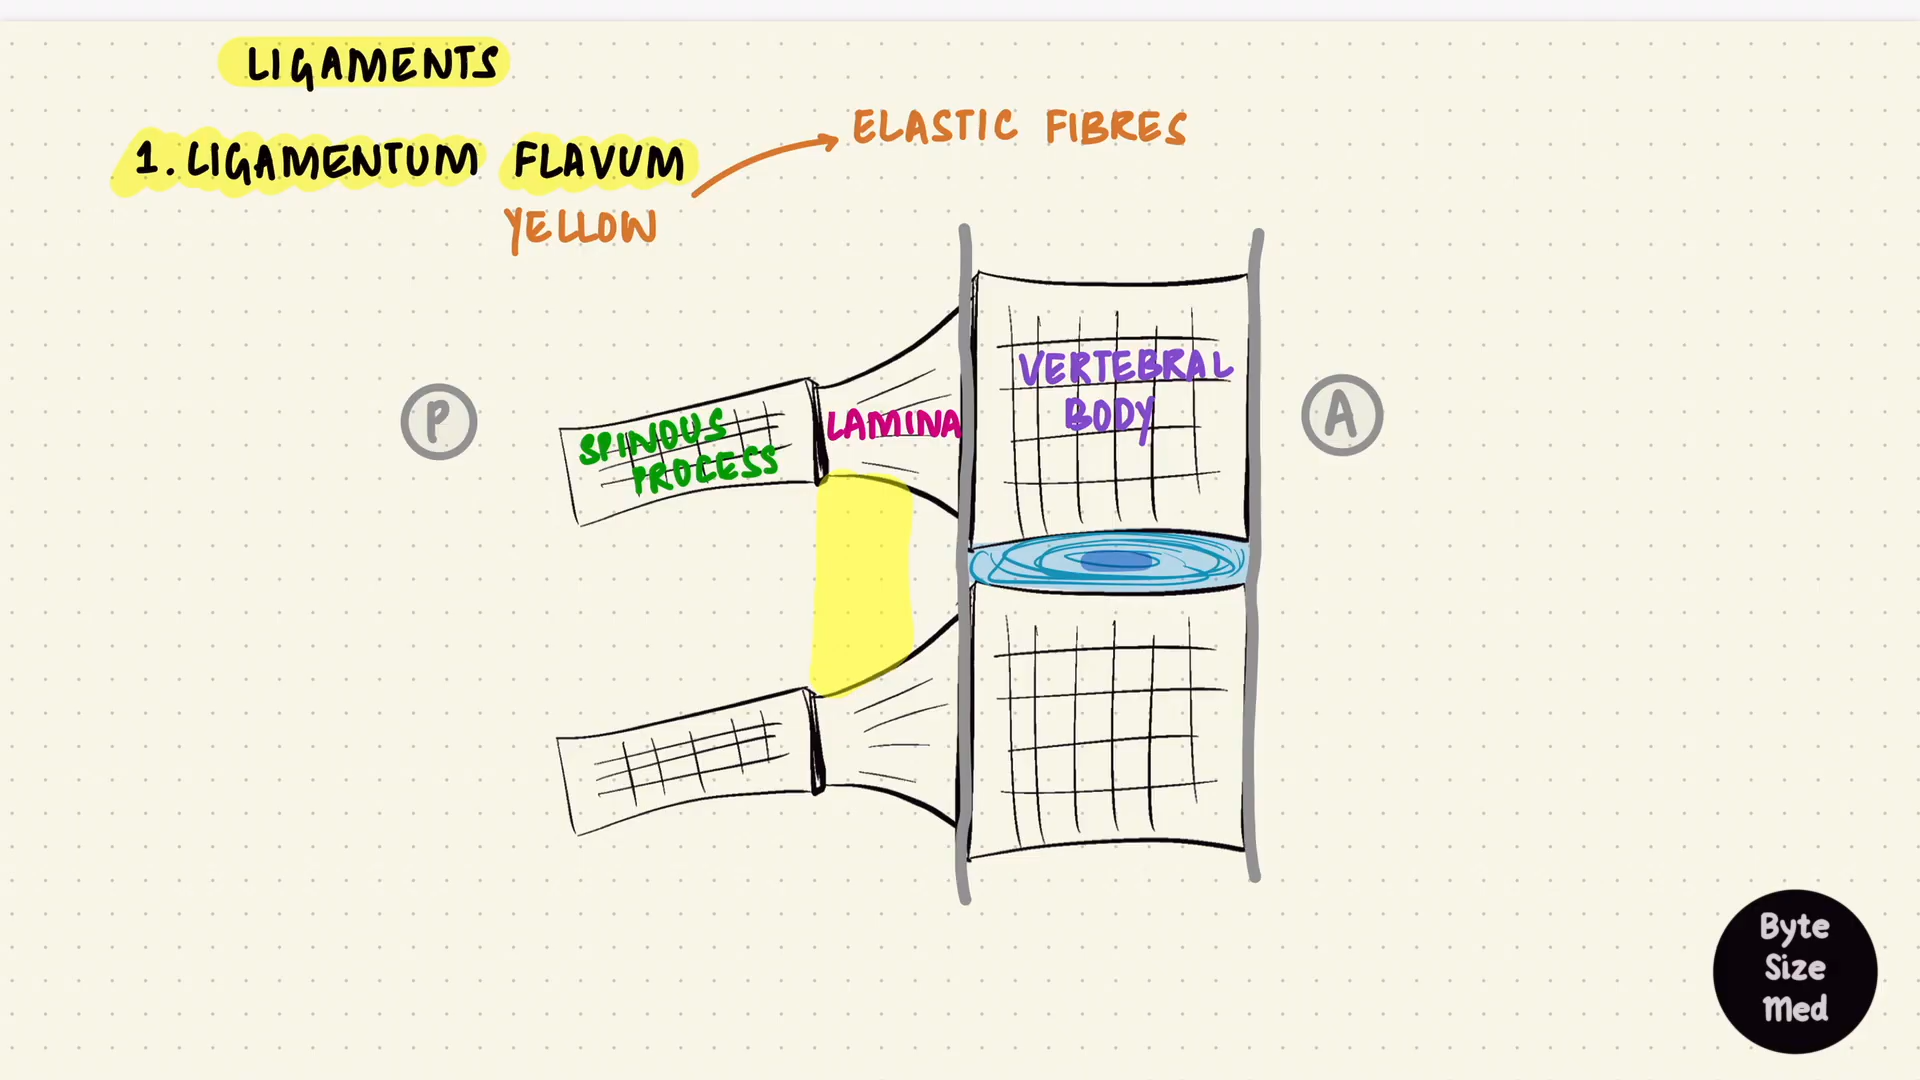 LIGAMENTS
1. LIGAMENTUM FLAVUM
YELLOW
ELASTIC FIBRES
P
SPINOUS
PROCESS
LAMINA
VERTEBRAL
BODY
A
Byte
Size
Med